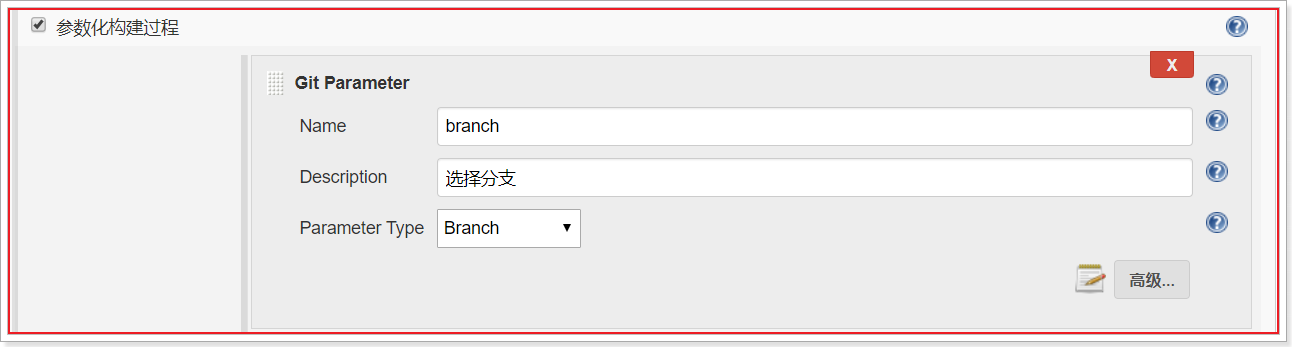 参数化构建过程
X
Git Parameter
Name branch
Description 选择分支
Parameter Type Branch
高级...